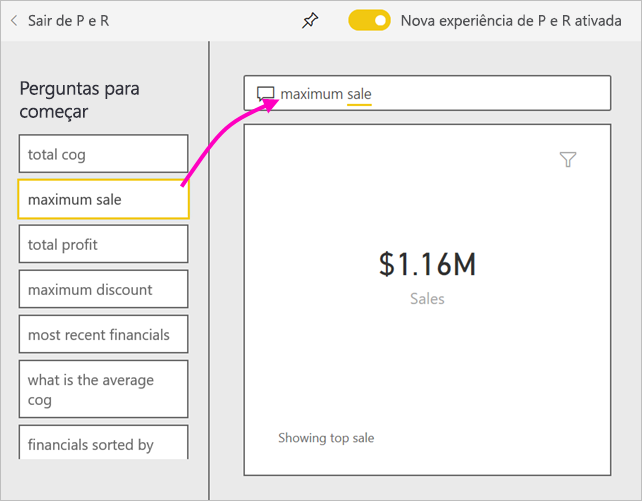 Sair de P e R
Nova experiência de P e R ativada
Perguntas para
começar
total cog
maximum sale
total profit
maximum discount
most recent financials
what is the average
cog
financials sorted by
maximum sale
$1.16M
Sales
Showing top sale